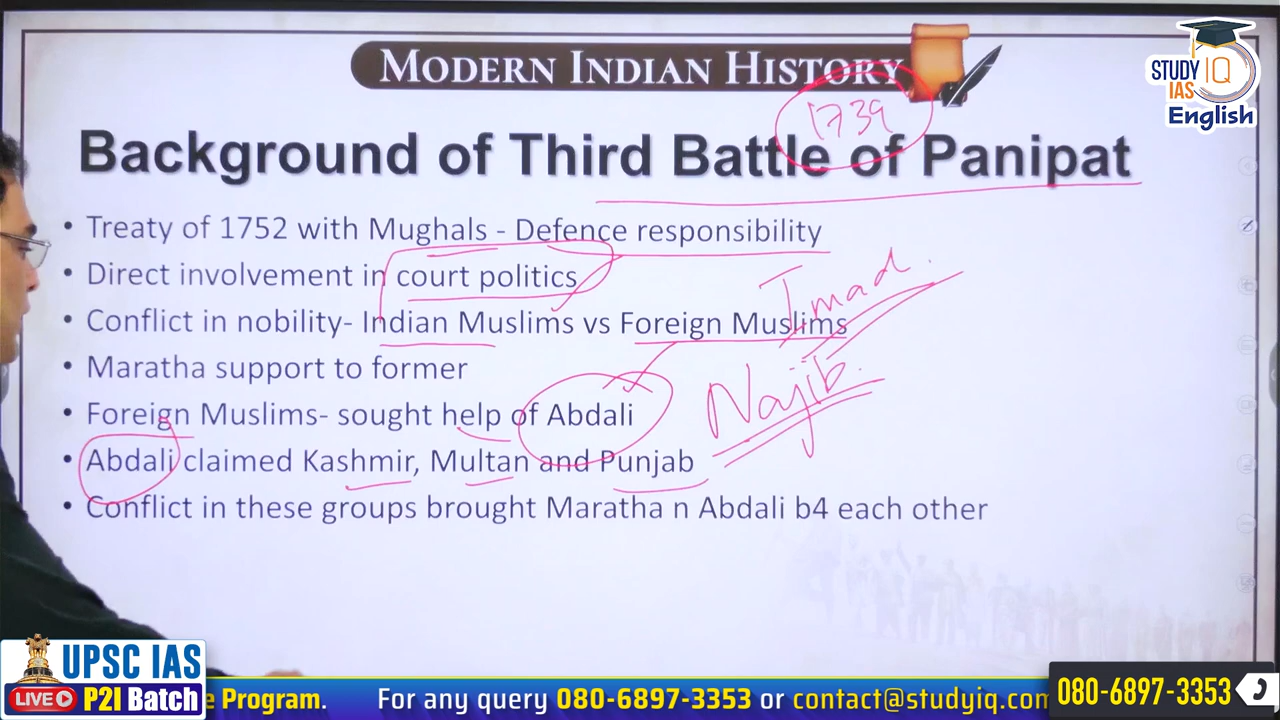 MODERN INDIAN HISTORY
STUDY IQ
IAS
English
1739
Background of Third Battle of Panipat
• Treaty of 1752 with Mughals - Defence responsibility
• Direct involvement in court politics
• Conflict in nobility- Indian Muslims vs Foreign Muslims
Imad.
• Maratha support to former
Najib.
• Foreign Muslims- sought help of Abdali
• Abdali claimed Kashmir, Multan and Punjab
• Conflict in these groups brought Maratha n Abdali b4 each other
UPSC IAS
LIVE P2I Batch
e Program. For any query 080-6897-3353 or contact@studyiq.com
080-6897-3353